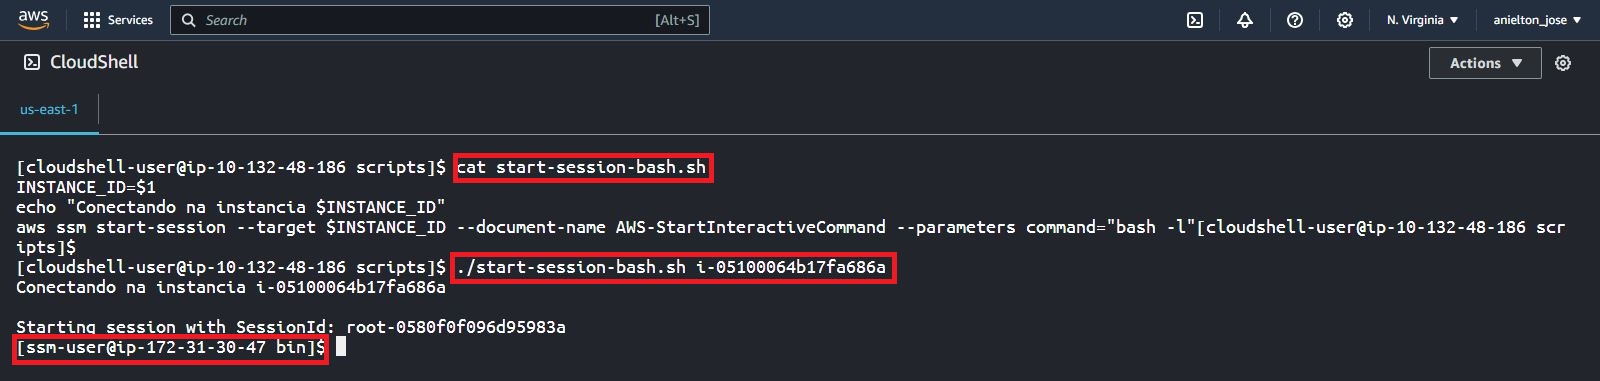 aws Services Search [Alt+S] N. Virginia anielton_jose
CloudShell Actions
us-east-1
[cloudshell-user@ip-10-132-48-186 scripts]$ cat start-session-bash.sh
INSTANCE_ID=$1
echo "Conectando na instancia $INSTANCE_ID"
aws ssm start-session --target $INSTANCE_ID --document-name AWS-StartInteractiveCommand --parameters command="bash -l"[cloudshell-user@ip-10-132-48-186 scr
ipts]$
[cloudshell-user@ip-10-132-48-186 scripts]$ ./start-session-bash.sh i-05100064b17fa686a
Conectando na instancia i-05100064b17fa686a
Starting session with SessionId: root-0580f0f096d95983a
[ssm-user@ip-172-31-30-47 bin]$